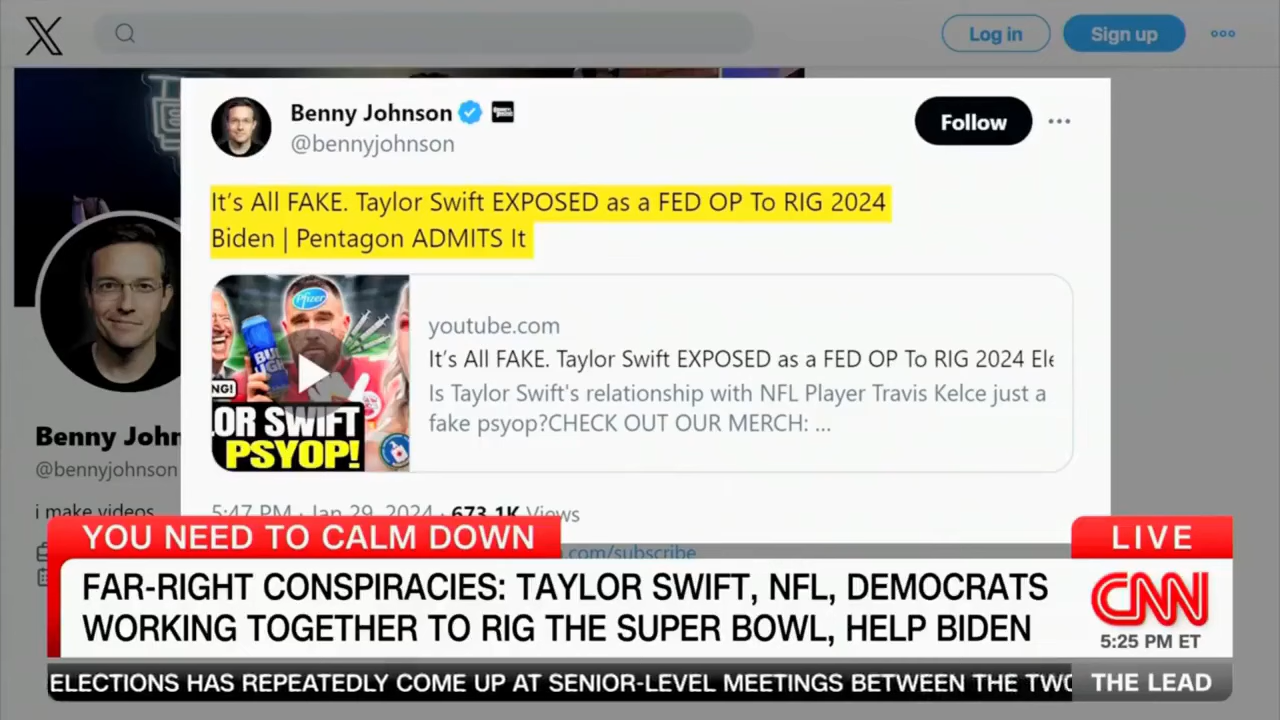 Log in
Sign up
Benny Johnson
@bennyjohnson
Follow
It's All FAKE. Taylor Swift EXPOSED as a FED OP To RIG 2024
Biden | Pentagon ADMITS It
youtube.com
It's All FAKE. Taylor Swift EXPOSED as a FED OP To RIG 2024 Ele
Is Taylor Swift's relationship with NFL Player Travis Kelce just a
fake psyop?CHECK OUT OUR MERCH: ...
Pfizer
BUD
LIGHT
NG!
OR SWIFT
PSYOP!
Benny John
@bennyjohnson
i make videos
5:47 PM · Jan 29, 2024 · 673.1K Views
.com/subscribe
YOU NEED TO CALM DOWN
LIVE
FAR-RIGHT CONSPIRACIES: TAYLOR SWIFT, NFL, DEMOCRATS
WORKING TOGETHER TO RIG THE SUPER BOWL, HELP BIDEN
CNN
5:25 PM ET
ELECTIONS HAS REPEATEDLY COME UP AT SENIOR-LEVEL MEETINGS BETWEEN THE TWO
THE LEAD